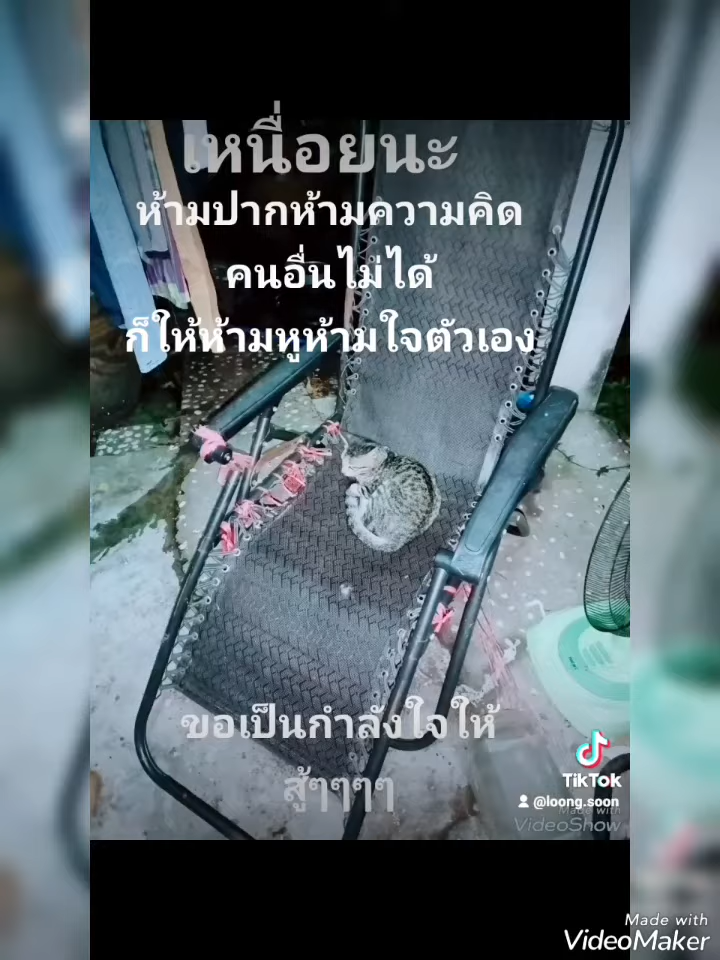 เหนื่อยนะ
ห้ามปากห้ามความคิด
คนอื่นไม่ได้
ก็ให้ห้ามหูห้ามใจตัวเอง
ขอเป็นกำลังใจให้
สู้ๆๆๆๆ
TikTok
@loong.soon
Made with
VideoShow
Made with
VideoMaker